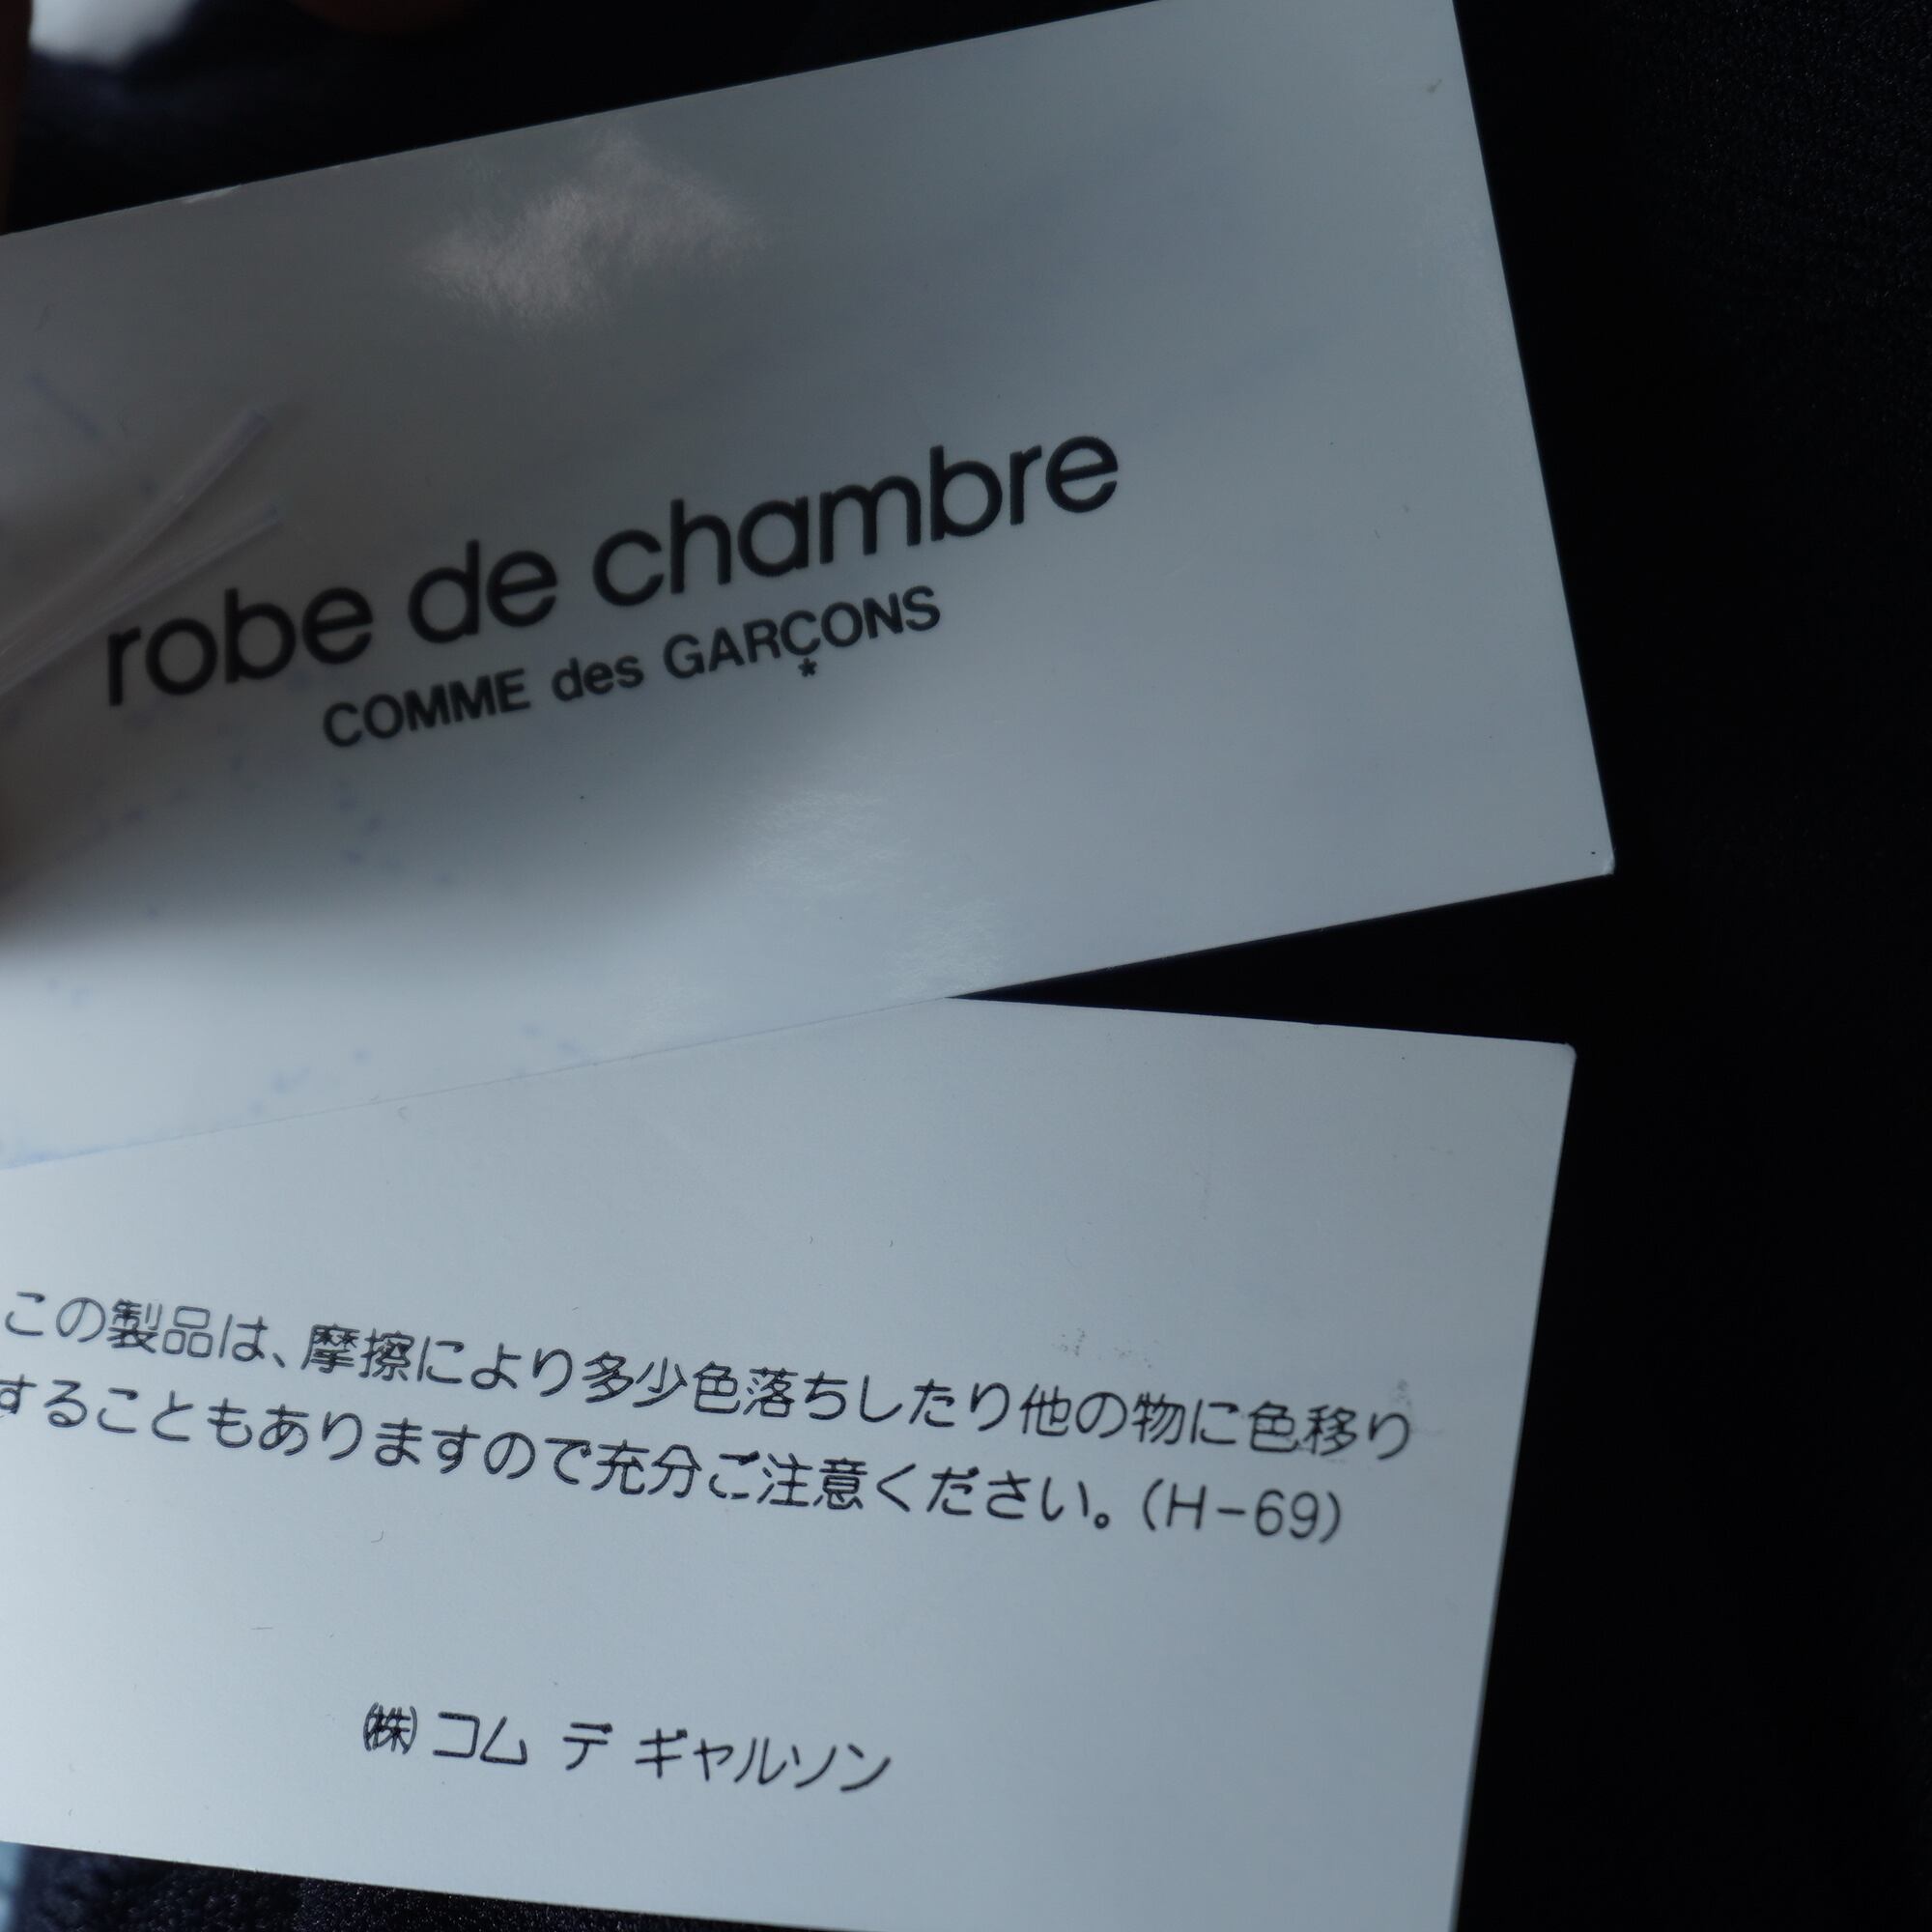 robe de chambre
COMME des GARÇONS
*
この製品は、摩擦により多少色落ちしたり他の物に色移り
することもありますので充分ご注意ください。(H-69)
㈱ コム デ ギャルソン